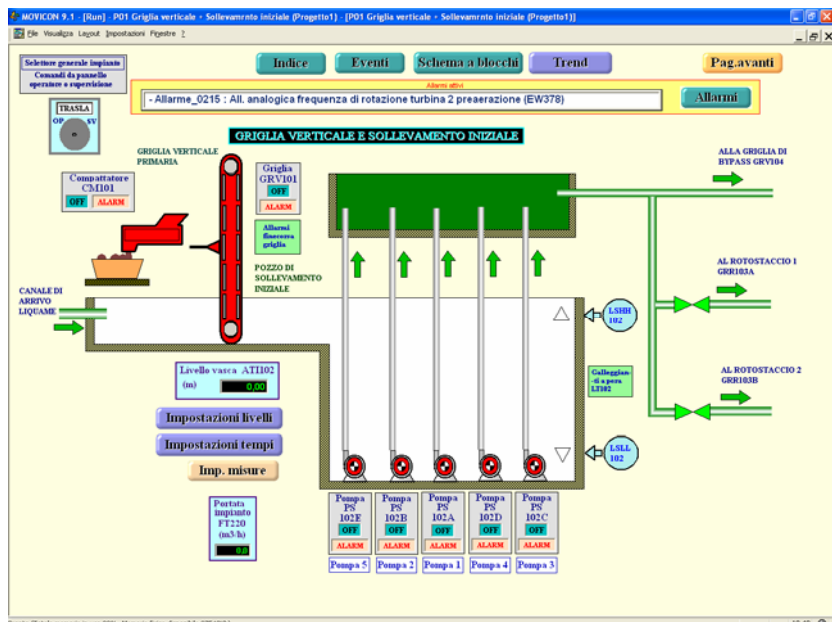 MOVICON 9.1 - [Run] - P01 Griglia verticale + Sollevamrnto iniziale (Progetto1) - [P01 Griglia verticale + Sollevamrnto iniziale (Progetto1)]
File Visualizza Layout Impostazioni Finestre ?
Selettore generale impianto
Comandi da pannello
operatore o supervisione
Indice
Eventi
Schema a blocchi
Trend
Pag.avanti
Allarmi attivi
- Allarme_0215 : All. analogica frequenza di rotazione turbina 2 preaerazione (EW378)
Allarmi
TRASLA
OP SV
GRIGLIA VERTICALE E SOLLEVAMENTO INIZIALE
GRIGLIA VERTICALE
PRIMARIA
Compattatore
CM101
OFF ALARM
Griglia
GRV101
OFF
ALARM
Allarmi
finecorsa
griglia
ALLA GRIGLIA DI
BYPASS GRV104
POZZO DI
SOLLEVAMENTO
INIZIALE
CANALE DI
ARRIVO
LIQUAME
AL ROTOSTACCIO 1
GRR103A
LSHH
102
Livello vasca ATI102
(m) 0,00
Galleggian-
-ti a pera
LT102
AL ROTOSTACCIO 2
GRR103B
Impostazioni livelli
Impostazioni tempi
Imp. misure
LSLL
102
Portata
impianto
FT220
(m3/h)
0,0
Pompa
PS
102E
OFF
ALARM
Pompa 5
Pompa
PS
102B
OFF
ALARM
Pompa 2
Pompa
PS
102A
OFF
ALARM
Pompa 1
Pompa
PS
102D
OFF
ALARM
Pompa 4
Pompa
PS
102C
OFF
ALARM
Pompa 3